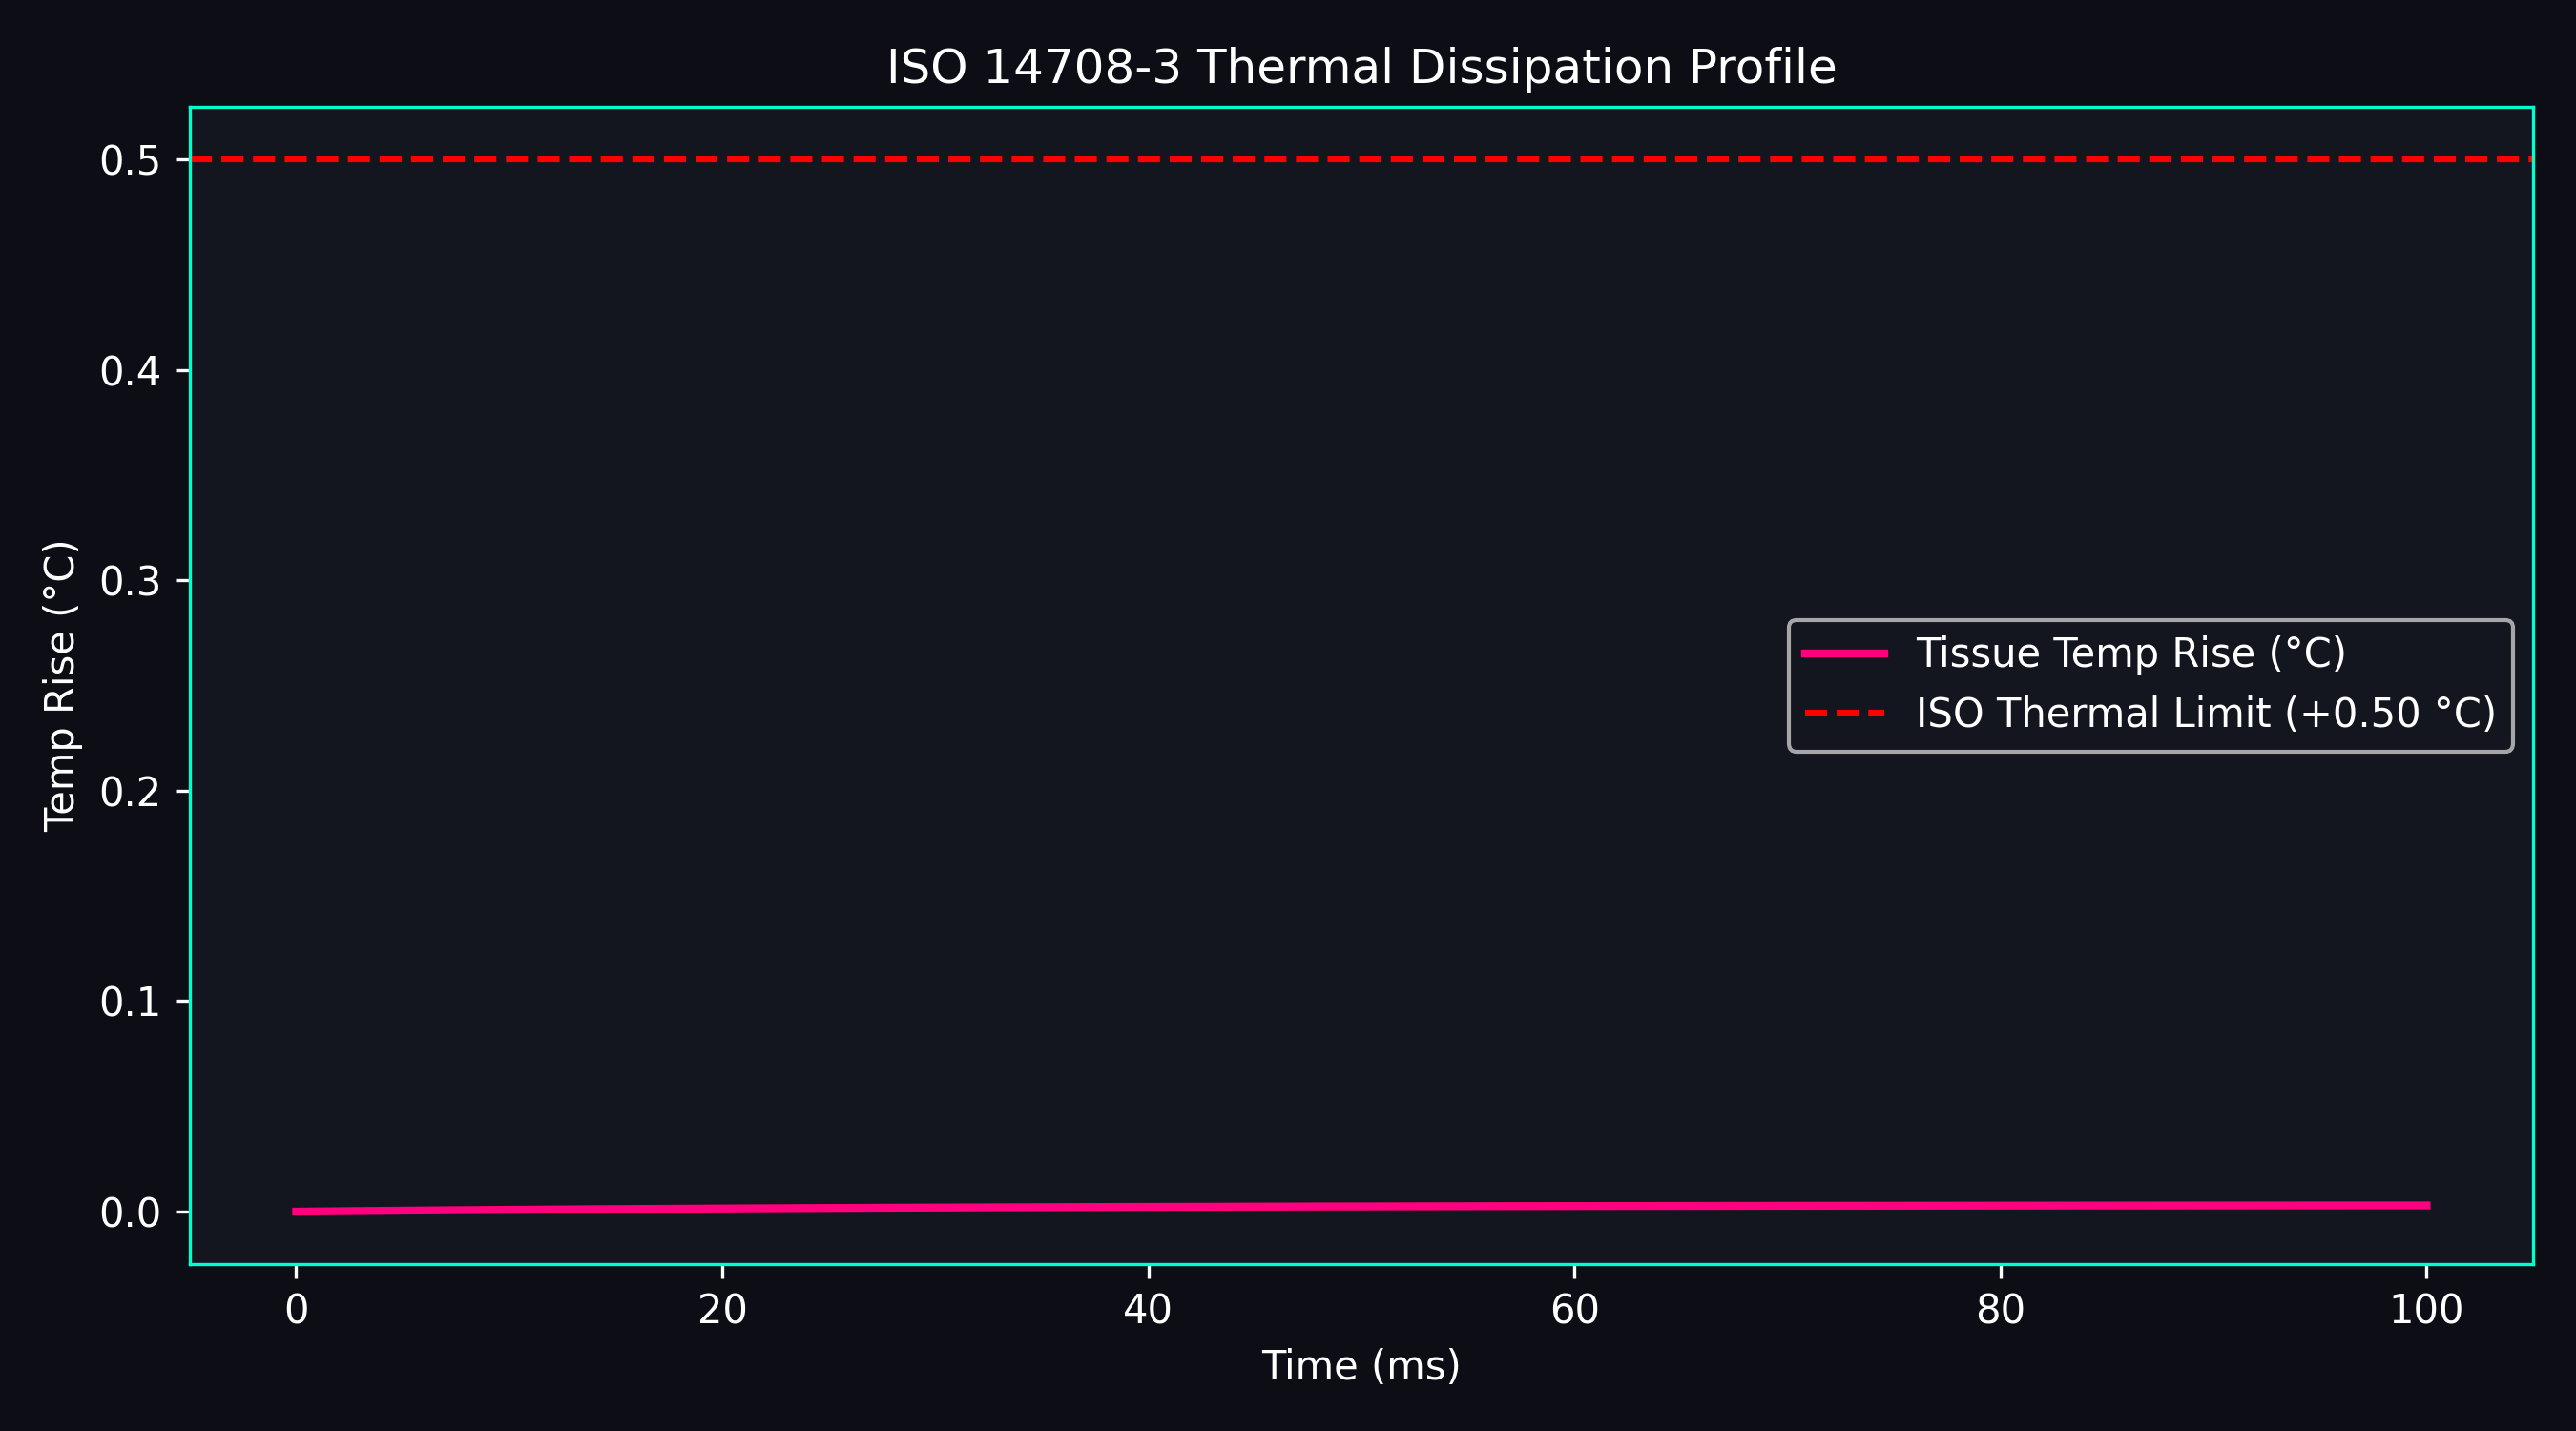 ISO 14708-3 Thermal Dissipation Profile
0.5
0.4
0.3
0.2
0.1
0.0
Temp Rise (°C)
Tissue Temp Rise (°C)
ISO Thermal Limit (+0.50 °C)
0 20 40 60 80 100
Time (ms)